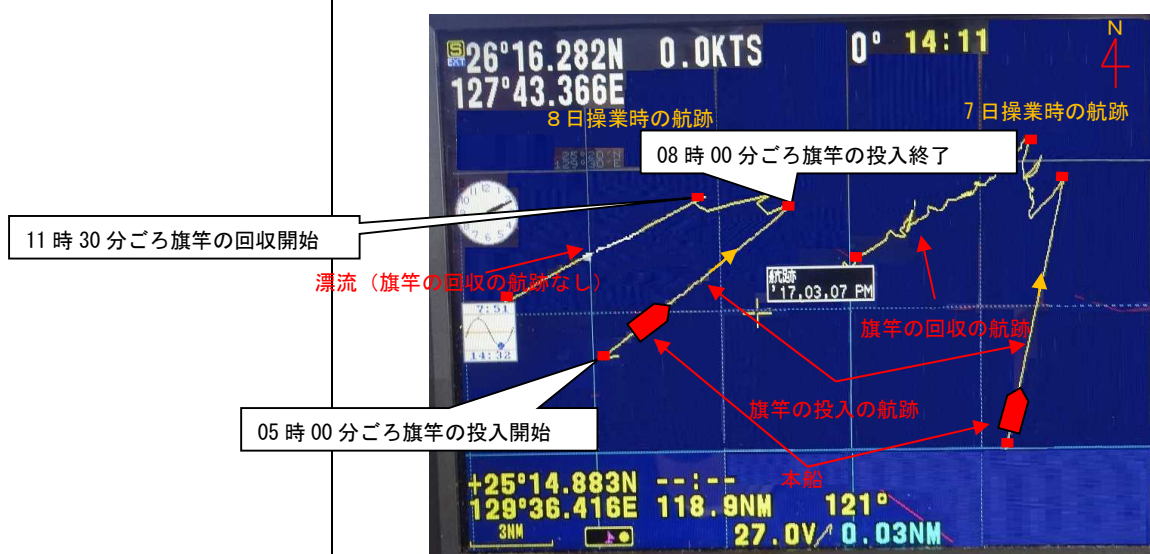 S
EXT
26°16.282N 0.0KTS 0° 14:11
127°43.366E
N
8日操業時の航跡
7日操業時の航跡
08時00分ごろ旗竿の投入終了
11時30分ごろ旗竿の回収開始
漂流（旗竿の回収の航跡なし）
航跡
'17,03,07 PM
7:51
14:32
旗竿の回収の航跡
旗竿の投入の航跡
05時00分ごろ旗竿の投入開始
本船
+25°14.883N --:--
129°36.416E 118.9NM 121°
3NM 27.0V/ 0.03NM